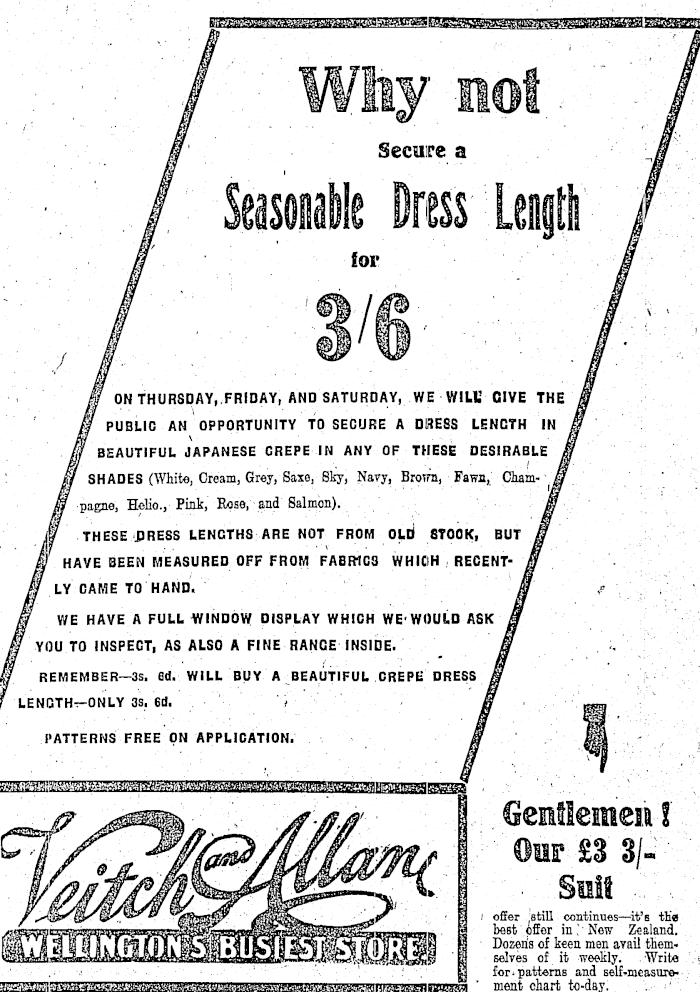 Why not
Secure a
Seasonable Dress Length
for
3/6
ON THURSDAY, FRIDAY, AND SATURDAY, WE WILL GIVE THE
PUBLIC AN OPPORTUNITY TO SECURE A DRESS LENGTH IN
BEAUTIFUL JAPANESE CREPE IN ANY OF THESE DESIRABLE
SHADES (White, Cream, Grey, Saxe, Sky, Navy, Brown, Fawn, Cham-
pagne, Helio., Pink, Rose, and Salmon).
THESE DRESS LENGTHS ARE NOT FROM OLD STOCK, BUT
HAVE BEEN MEASURED OFF FROM FABRICS WHICH RECENT-
LY CAME TO HAND.
WE HAVE A FULL WINDOW DISPLAY WHICH WE WOULD ASK
YOU TO INSPECT, AS ALSO A FINE RANGE INSIDE.
REMEMBER—3s. 6d. WILL BUY A BEAUTIFUL CREPE DRESS
LENGTH—ONLY 3s. 6d.
PATTERNS FREE ON APPLICATION.
Veitch and Allan
WELLINGTON'S BUSIEST STORE.
Gentlemen !
Our £3 3/-
Suit
offer still continues—it's the
best offer in New Zealand.
Dozens of keen men avail them-
selves of it weekly. Write
for patterns and self-measure-
ment chart to-day.